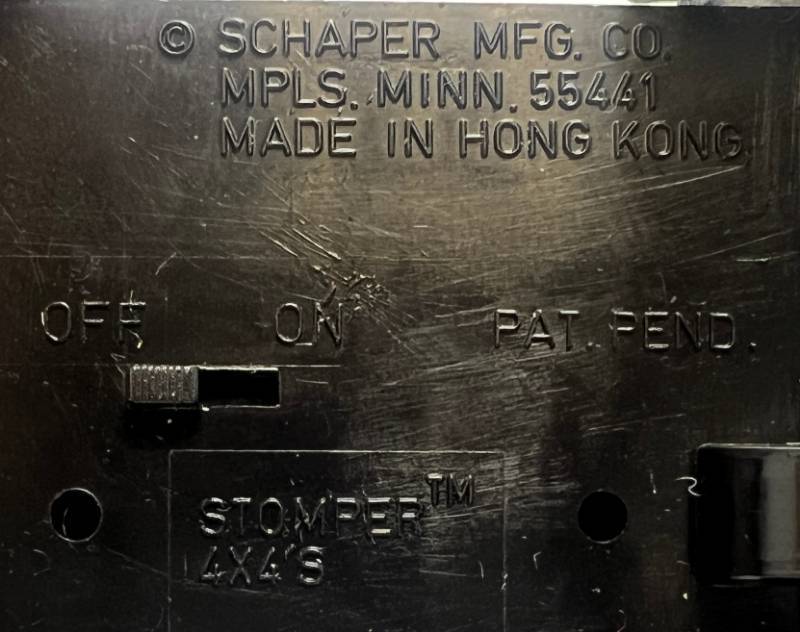 © SCHAPER MFG. CO.
MPLS. MINN. 55441
MADE IN HONG KONG
OFF ON PAT. PEND.
STOMPER™
4X4'S